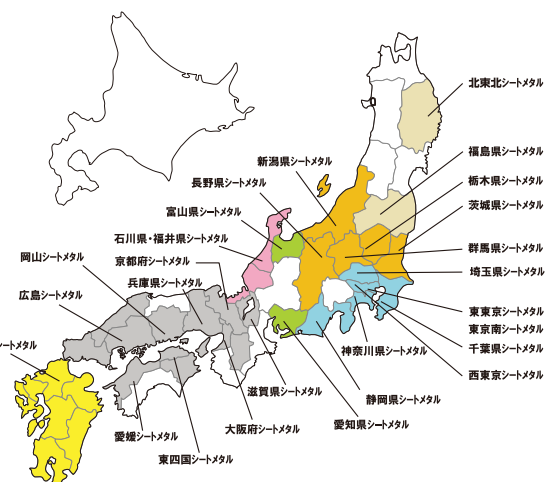 北東北シートメタル
福島県シートメタル
新潟県シートメタル
栃木県シートメタル
長野県シートメタル
茨城県シートメタル
富山県シートメタル
石川県・福井県シートメタル
群馬県シートメタル
岡山シートメタル
京都府シートメタル
埼玉県シートメタル
兵庫県シートメタル
広島シートメタル
東東京シートメタル
東京南シートメタル
シートメタル
神奈川県シートメタル
千葉県シートメタル
西東京シートメタル
滋賀県シートメタル
静岡県シートメタル
愛知県シートメタル
大阪府シートメタル
愛媛シートメタル
東四国シートメタル